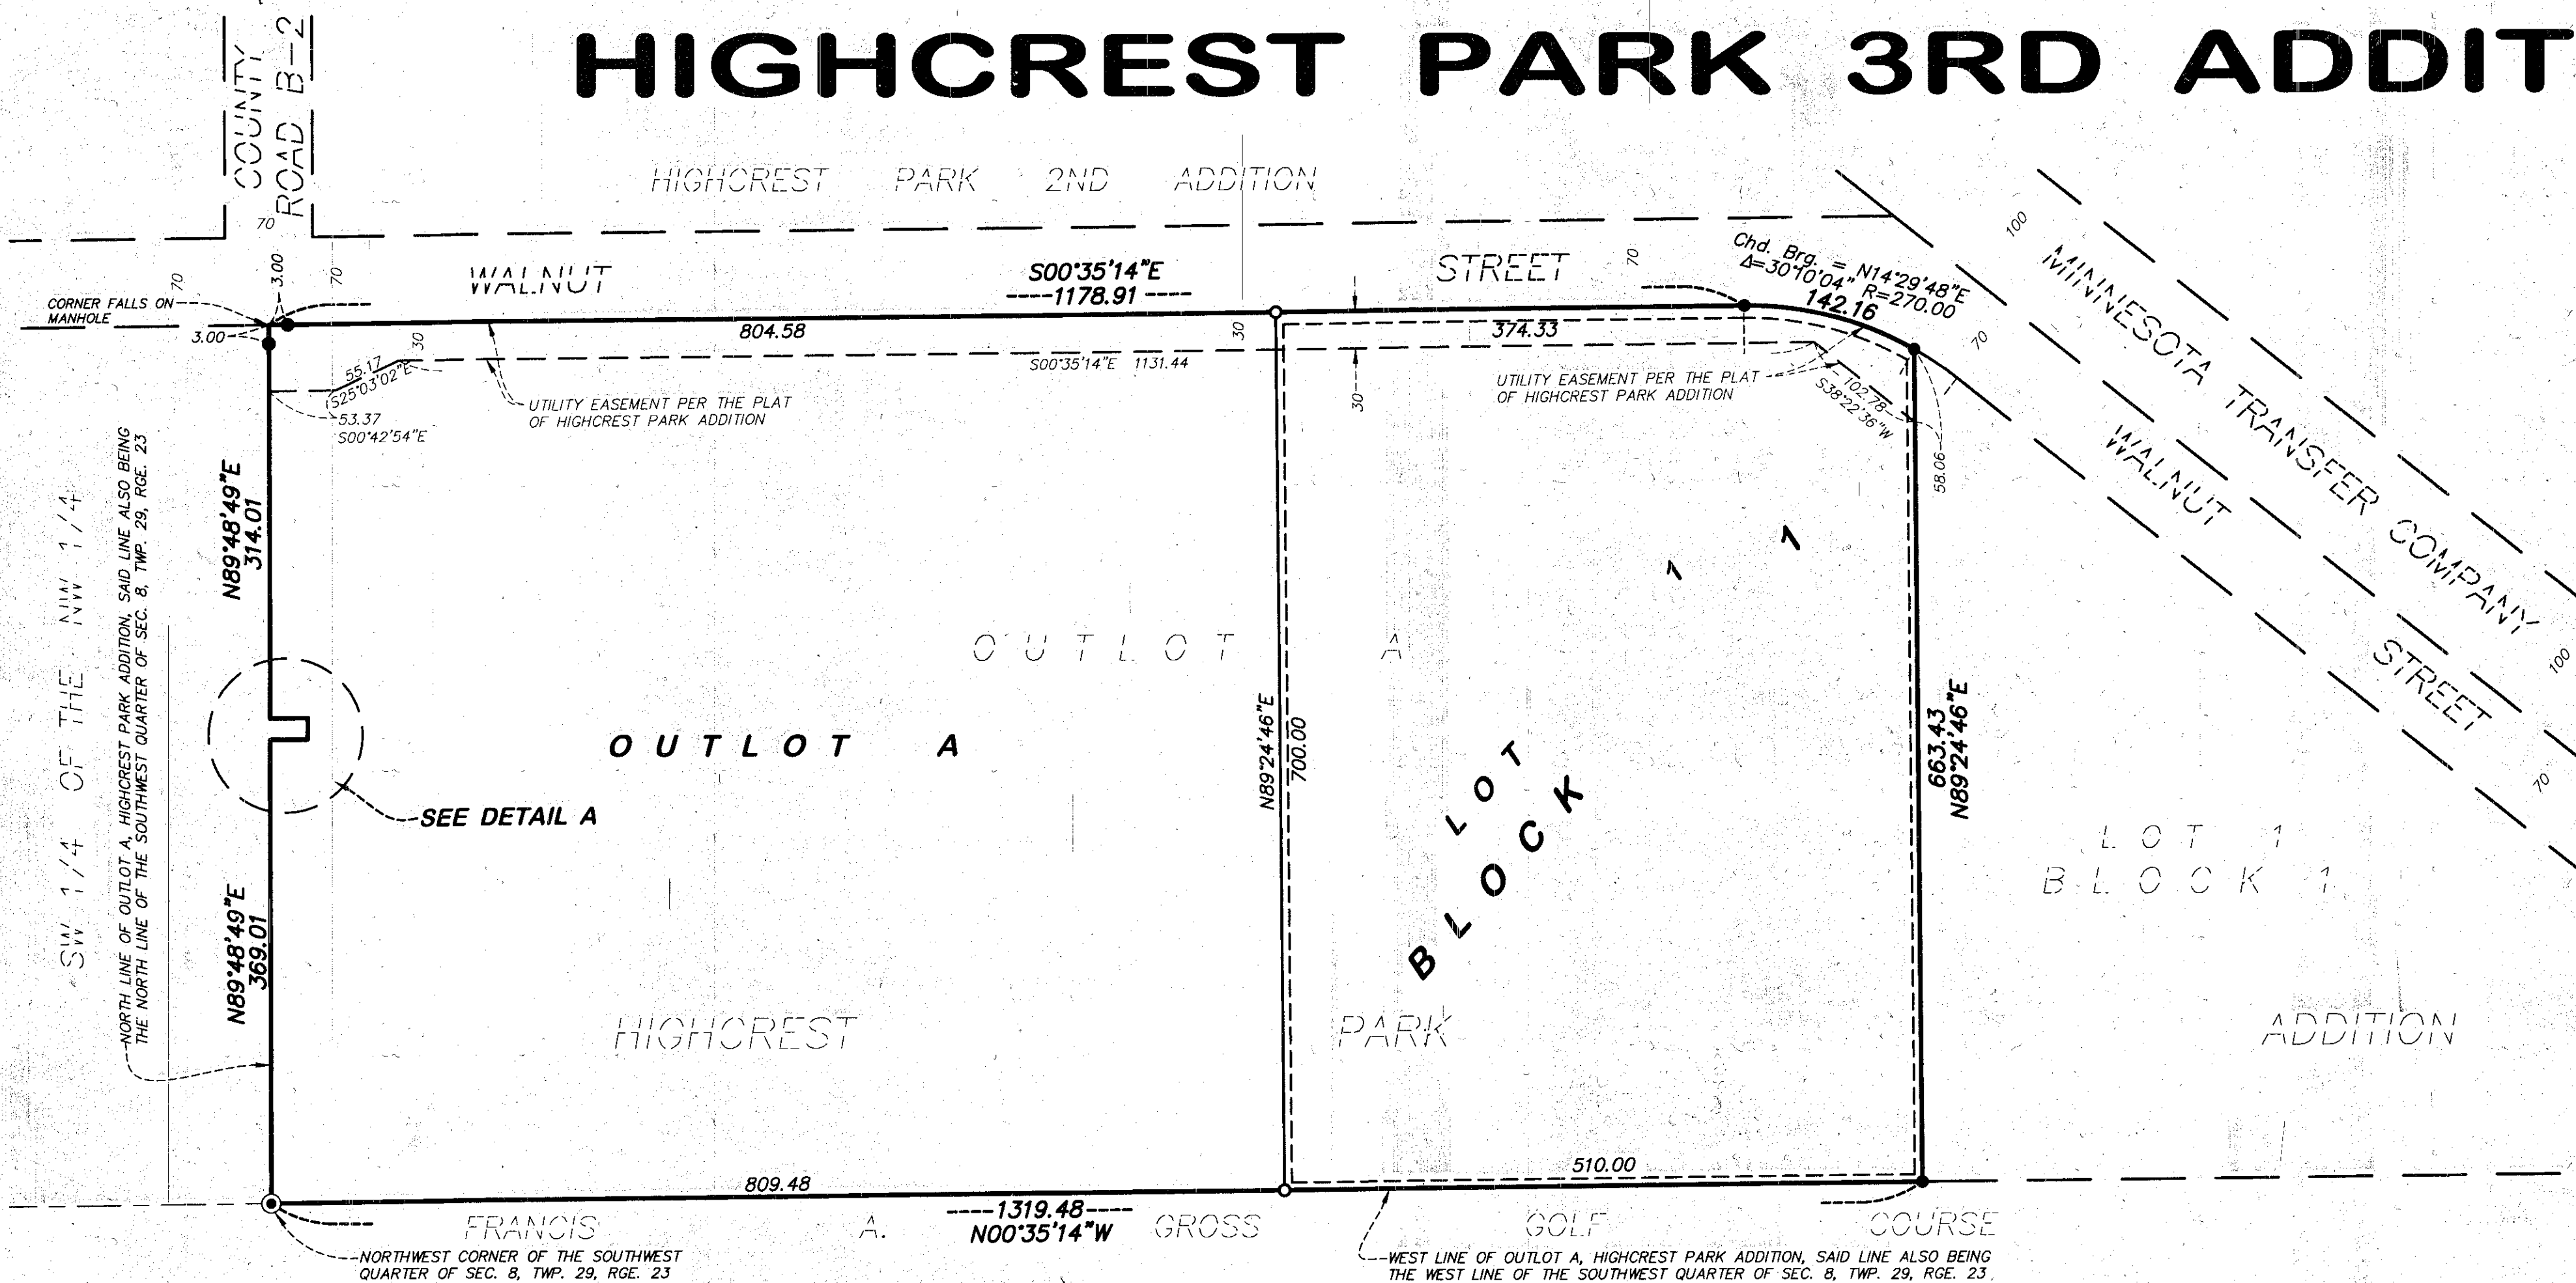 HIGHCREST PARK 3RD ADDIT
COUNTY
ROAD B-2
70
HIGHCREST PARK 2ND ADDITION
70
3.00
70
WALNUT
S00°35'14"E
----1178.91----
STREET
70
Chd. Brg. = N14°29'48"E
Δ=30°10'04" R=270.00
142.16
100
MINNESOTA TRANSFER COMPANY
100
CORNER FALLS ON
MANHOLE
3.00
804.58
30
30
374.33
70
55.17
S25°03'02"E
S00°35'14"E 1131.44
UTILITY EASEMENT PER THE PLAT
OF HIGHCREST PARK ADDITION
53.37
S00°42'54"E
30
UTILITY EASEMENT PER THE PLAT
OF HIGHCREST PARK ADDITION
102.78
S38°22'36"W
58.06
WALNUT
STREET
70
N89°48'49"E
314.01
SW 1/4 OF THE NW 1/4
NORTH LINE OF OUTLOT A, HIGHCREST PARK ADDITION, SAID LINE ALSO BEING
THE NORTH LINE OF THE SOUTHWEST QUARTER OF SEC. 8, TWP. 29, RGE. 23
OUTLOT A
OUTLOT A
SEE DETAIL A
N89°24'46"E
700.00
LOT 1
BLOCK 1
663.43
N89°24'46"E
LOT 1
BLOCK 1
N89°48'49"E
369.01
HIGHCREST PARK ADDITION
809.48
510.00
----1319.48----
N00°35'14"W
FRANCIS A. GROSS GOLF COURSE
NORTHWEST CORNER OF THE SOUTHWEST
QUARTER OF SEC. 8, TWP. 29, RGE. 23
WEST LINE OF OUTLOT A, HIGHCREST PARK ADDITION, SAID LINE ALSO BEING
THE WEST LINE OF THE SOUTHWEST QUARTER OF SEC. 8, TWP. 29, RGE. 23